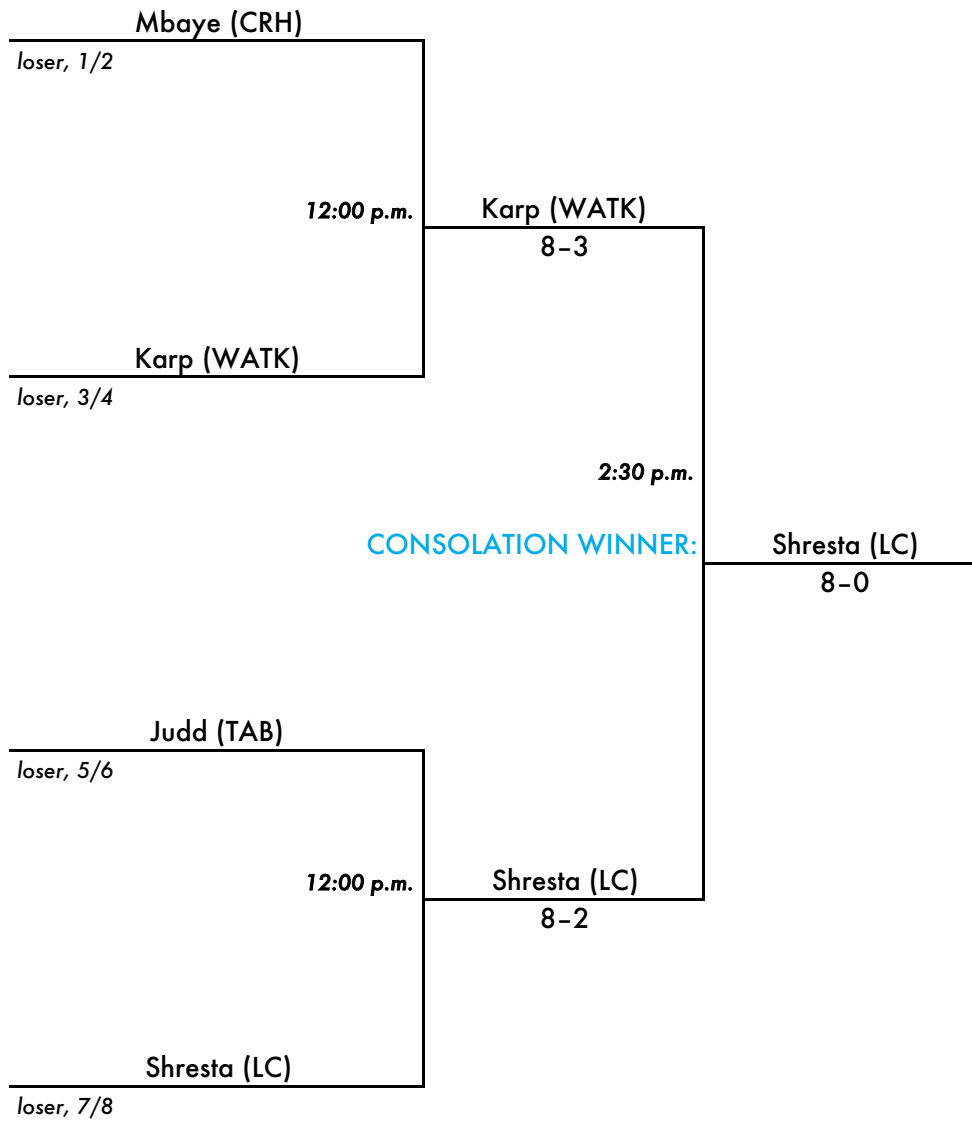 Mbaye (CRH)
loser, 1/2
12:00 p.m.
Karp (WATK)
8–3
Karp (WATK)
loser, 3/4
2:30 p.m.
CONSOLATION WINNER:
Shresta (LC)
8–0
Judd (TAB)
loser, 5/6
12:00 p.m.
Shresta (LC)
8–2
Shresta (LC)
loser, 7/8